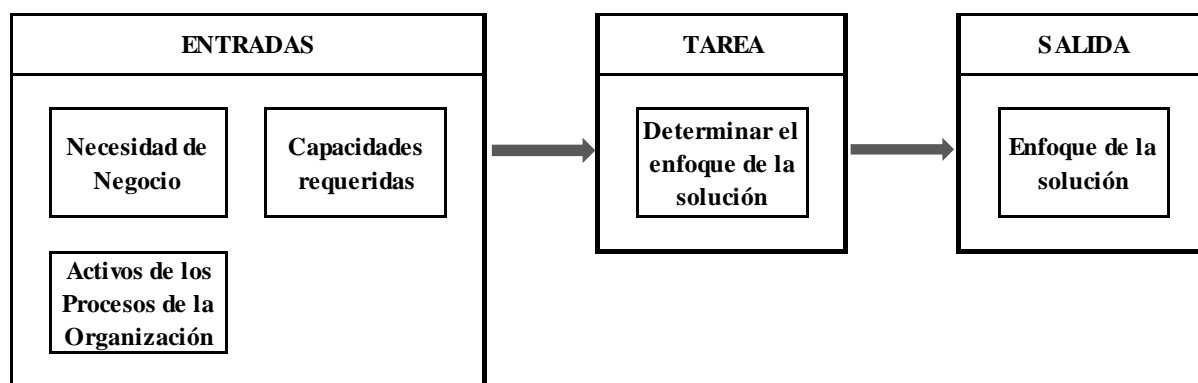 ENTRADAS
Necesidad de
Negocio
Capacidades
requeridas
Activos de los
Procesos de la
Organización
TAREA
Determinar el
enfoque de la
solución
SALIDA
Enfoque de la
solución